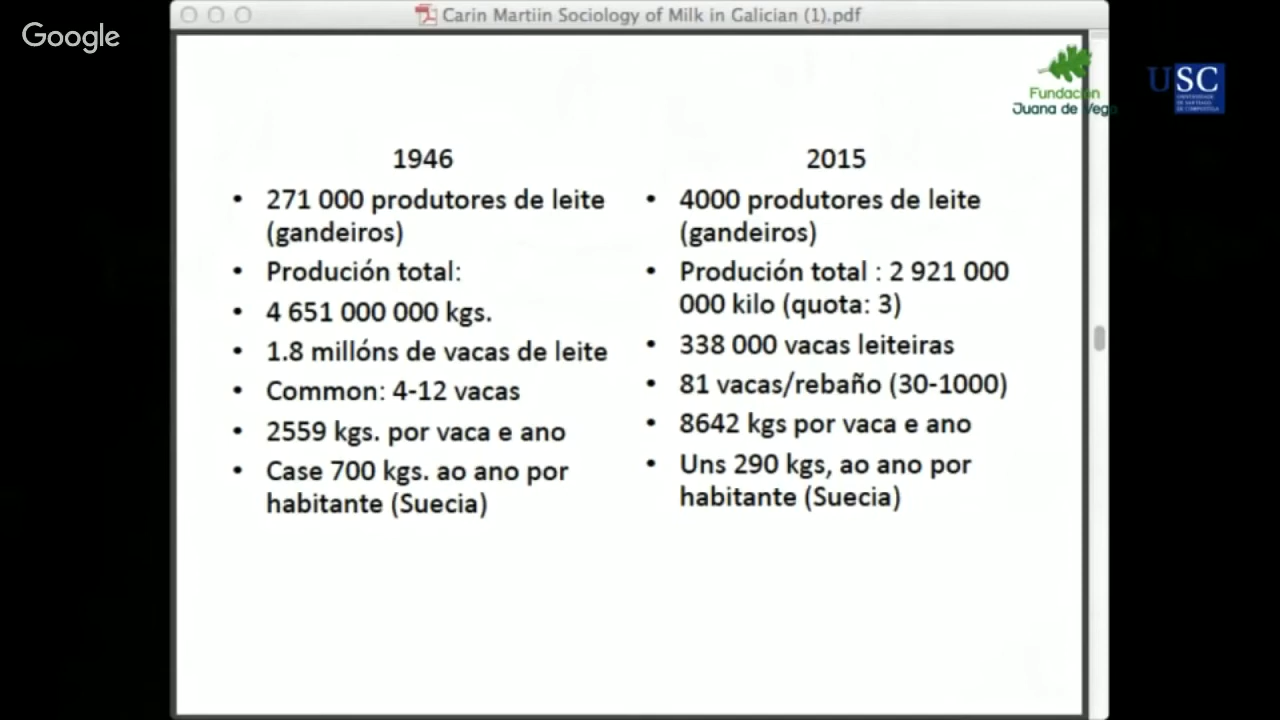 Google
Carin Martiin Sociology of Milk in Galician (1).pdf
Fundación
Juana de Vega
USC
1946
• 271 000 produtores de leite
(gandeiros)
• Produción total:
• 4 651 000 000 kgs.
• 1.8 millóns de vacas de leite
• Common: 4-12 vacas
• 2559 kgs. por vaca e ano
• Case 700 kgs. ao ano por
habitante (Suecia)
2015
• 4000 produtores de leite
(gandeiros)
• Produción total : 2 921 000
000 kilo (quota: 3)
• 338 000 vacas leiteiras
• 81 vacas/rebaño (30-1000)
• 8642 kgs por vaca e ano
• Uns 290 kgs, ao ano por
habitante (Suecia)